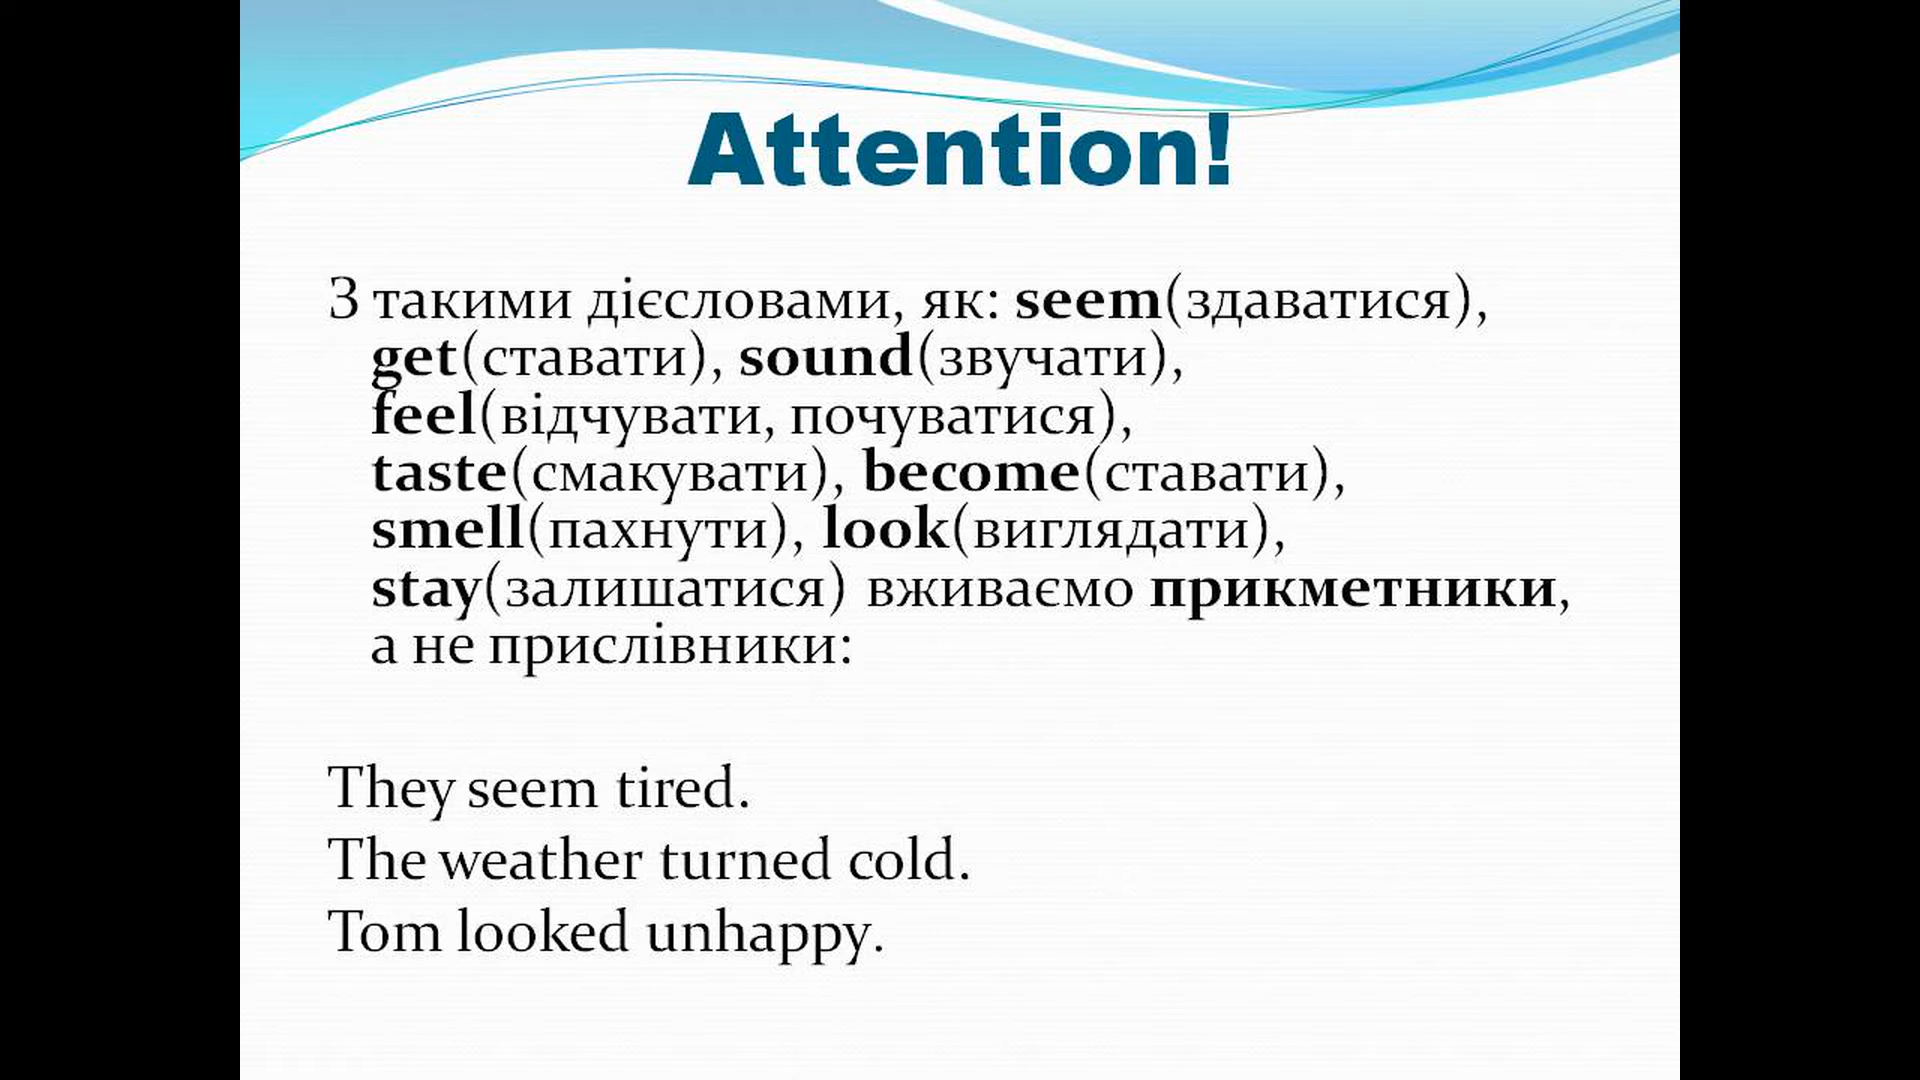 Attention!
З такими дієсловами, як: seem(здаватися),
get(ставати), sound(звучати),
feel(відчувати, почуватися),
taste(смакувати), become(ставати),
smell(пахнути), look(виглядати),
stay(залишатися) вживаємо прикметники,
а не прислівники:
They seem tired.
The weather turned cold.
Tom looked unhappy.